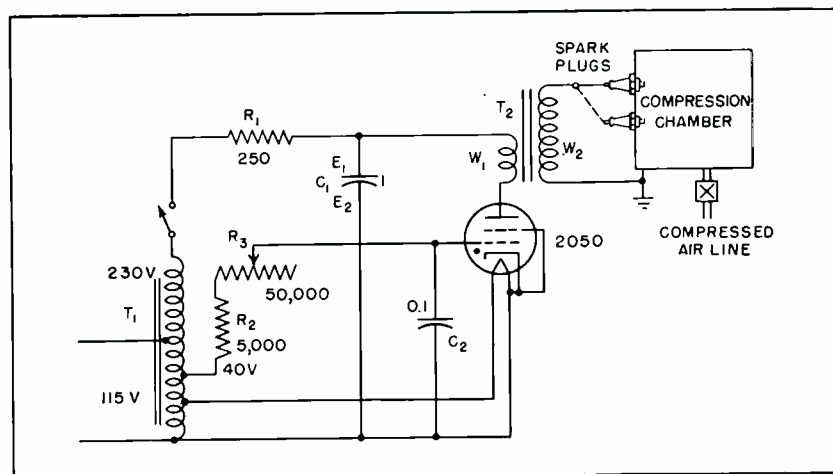 SPARK
PLUGS
COMPRESSION
CHAMBER
T2
R1
250
W1
W2
E1
C1 1
E2
2050
COMPRESSED
AIR LINE
R3
230V
50,000
T1
R2
5,000
0.1
C2
40V
115 V